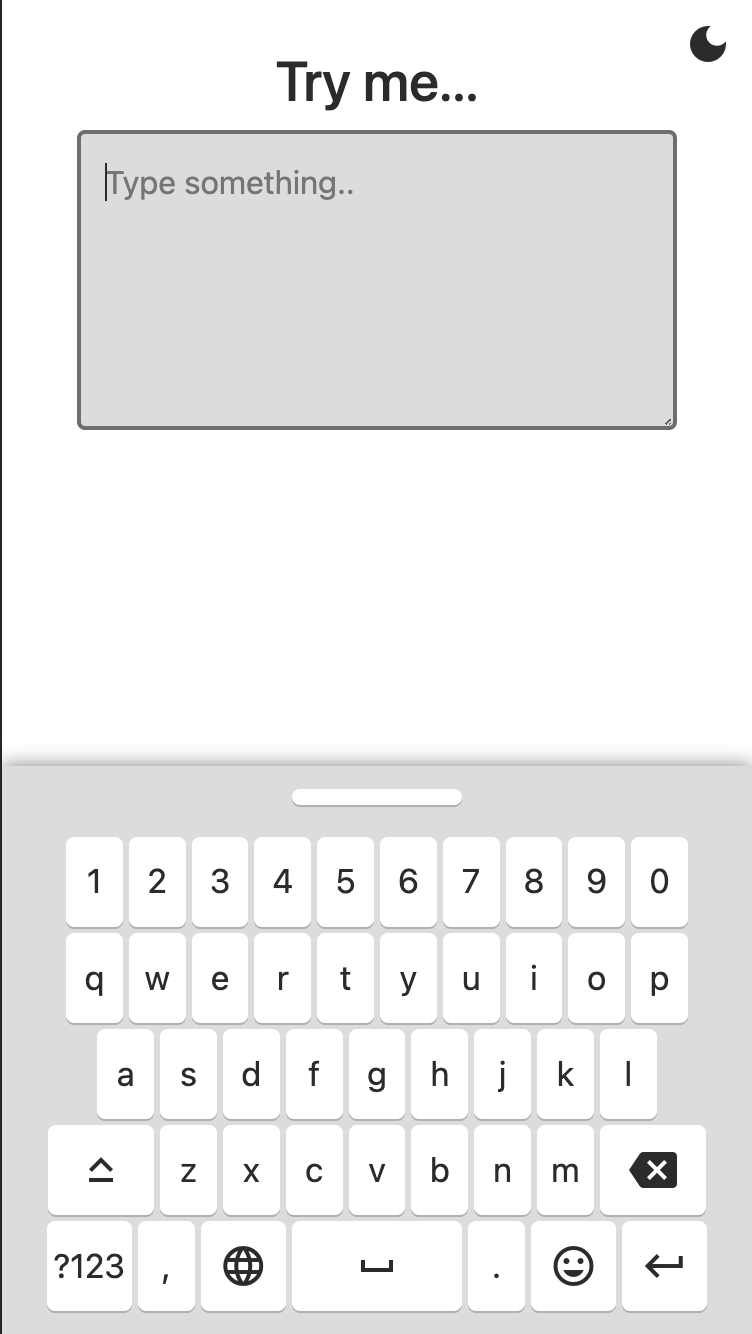 Try me...
Type something..
1 2 3 4 5 6 7 8 9 0
q w e r t y u i o p
a s d f g h j k l
z x c v b n m
?123 , .